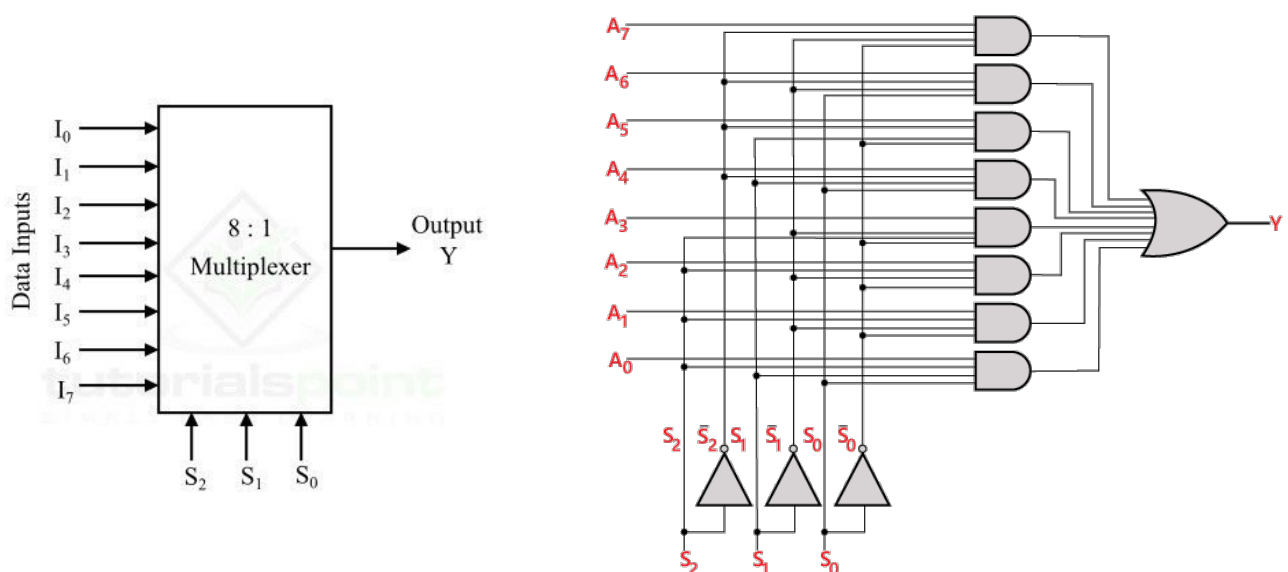 Data Inputs
I0
I1
I2
I3
I4
I5
I6
I7
8 : 1
Multiplexer
Output
Y
S2 S1 S0
tutorialspoint
A7
A6
A5
A4
A3
A2
A1
A0
Y
S2 S̅2 S1 S̅1 S0 S̅0
S2 S1 S0